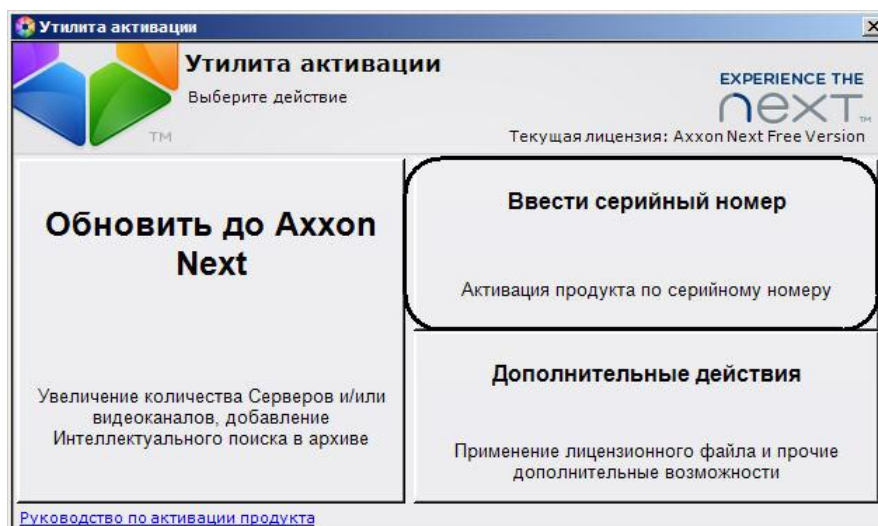 Утилита активации
Утилита активации
Выберите действие
EXPERIENCE THE
next™
Текущая лицензия: Axxon Next Free Version
TM
Обновить до Axxon
Next
Увеличение количества Серверов и/или
видеоканалов, добавление
Интеллектуального поиска в архиве
Ввести серийный номер
Активация продукта по серийному номеру
Дополнительные действия
Применение лицензионного файла и прочие
дополнительные возможности
Руководство по активации продукта